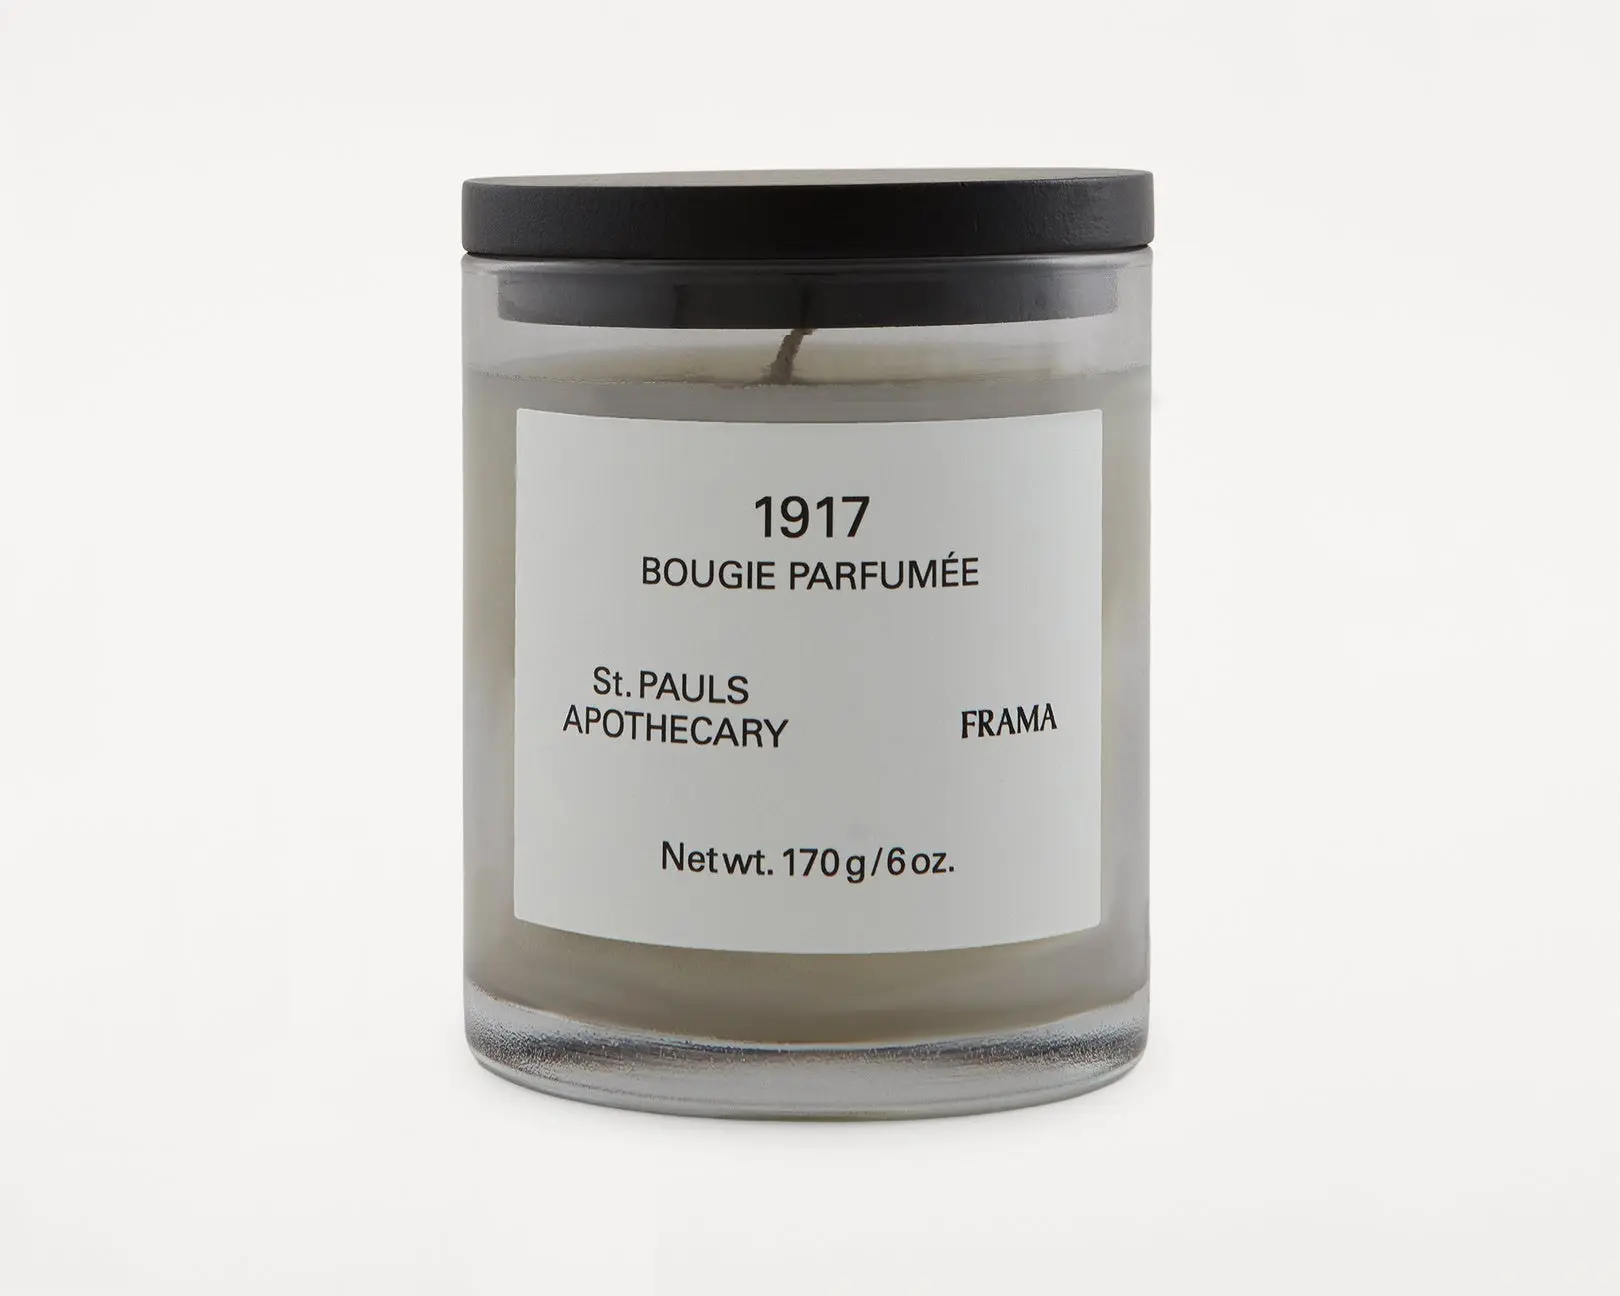 1917
BOUGIE PARFUMÉE
St. PAULS
APOTHECARY
FRAMA
Net wt. 170 g/6 oz.